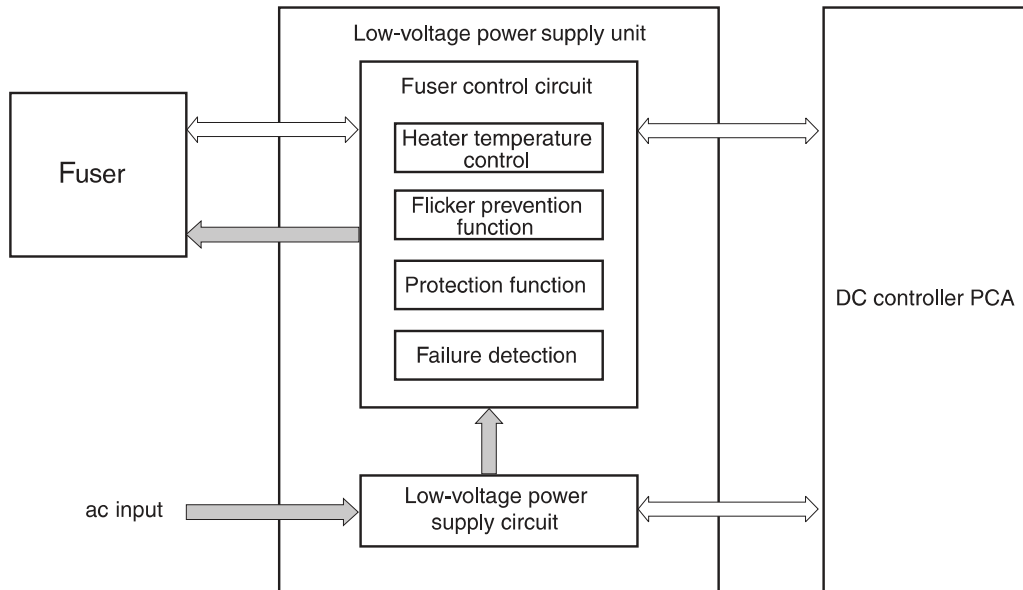 Low-voltage power supply unit
Fuser control circuit
Fuser
Heater temperature
control
Flicker prevention
function
Protection function
DC controller PCA
Failure detection
ac input
Low-voltage power
supply circuit